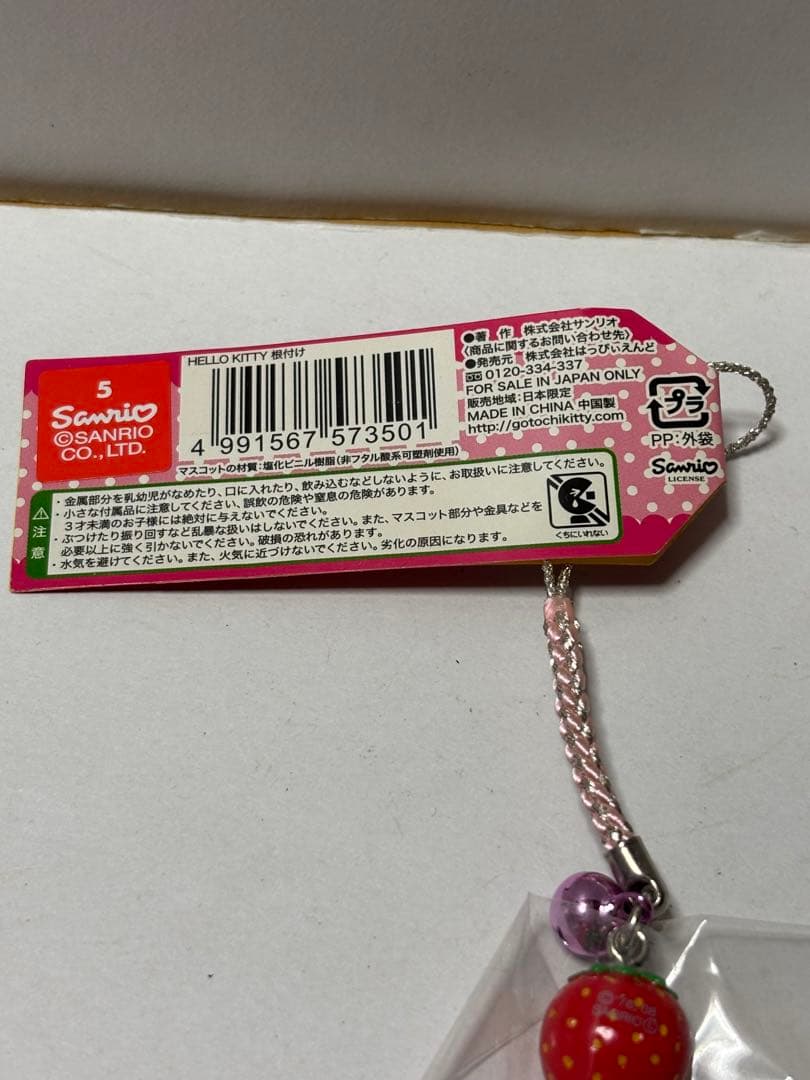 5
Sanrio
©SANRIO
CO.,LTD.
HELLO KITTY 根付け
4 991567 573501
マスコットの材質：塩化ビニル樹脂（非フタル酸系可塑剤使用）
●著　作　株式会社サンリオ
〈商品に関するお問い合わせ先〉
●発売元　株式会社はっぴぃえんど
0120-334-337
FOR SALE IN JAPAN ONLY
販売地域：日本限定
MADE IN CHINA 中国製
http://gotochikitty.com
プラ
PP：外袋
Sanrio
LICENSE
注意
・金属部分を乳幼児がなめたり、口に入れたり、飲み込むなどしないように、お取扱いに注意してください。
・小さな付属品に注意してください、誤飲の危険や窒息の危険があります。
３才未満のお子様には絶対に与えないでください。
・ぶつけたり振り回すなど乱暴な扱いはしないでください。また、マスコット部分や金具などを
必要以上に強く引かないでください。破損の恐れがあります。
・水気を避けてください。また、火気に近づけないでください。劣化の原因になります。
くちにいれない